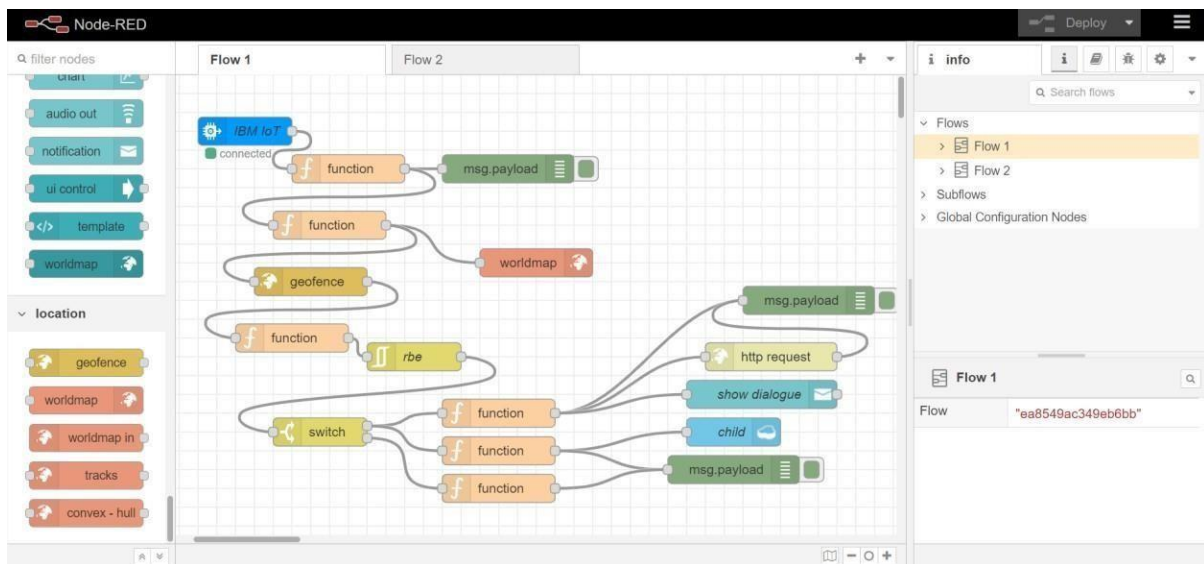 Node-RED
Deploy
filter nodes
chart
audio out
notification
ui control
template
worldmap
location
geofence
worldmap
worldmap in
tracks
convex - hull
Flow 1
Flow 2
IBM IoT
connected
function
msg.payload
function
worldmap
geofence
msg.payload
function
rbe
http request
show dialogue
function
switch
child
function
msg.payload
function
i info
i
Search flows
Flows
Flow 1
Flow 2
Subflows
Global Configuration Nodes
Flow 1
Flow "ea8549ac349eb6bb"